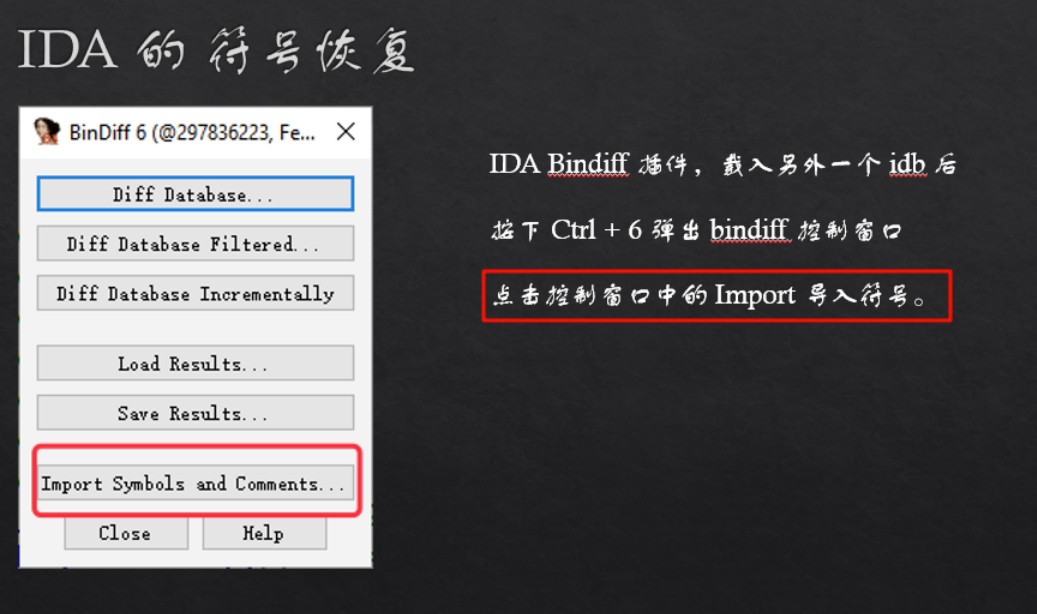 IDA 的 符号恢复
BinDiff 6 (@297836223, Fe...
Diff Database...
Diff Database Filtered...
Diff Database Incrementally
Load Results...
Save Results...
Import Symbols and Comments...
Close
Help
IDA Bindiff 插件，载入另外一个 idb 后
按下 Ctrl + 6 弹出 bindiff 控制窗口
点击控制窗口中的 Import 导入符号。